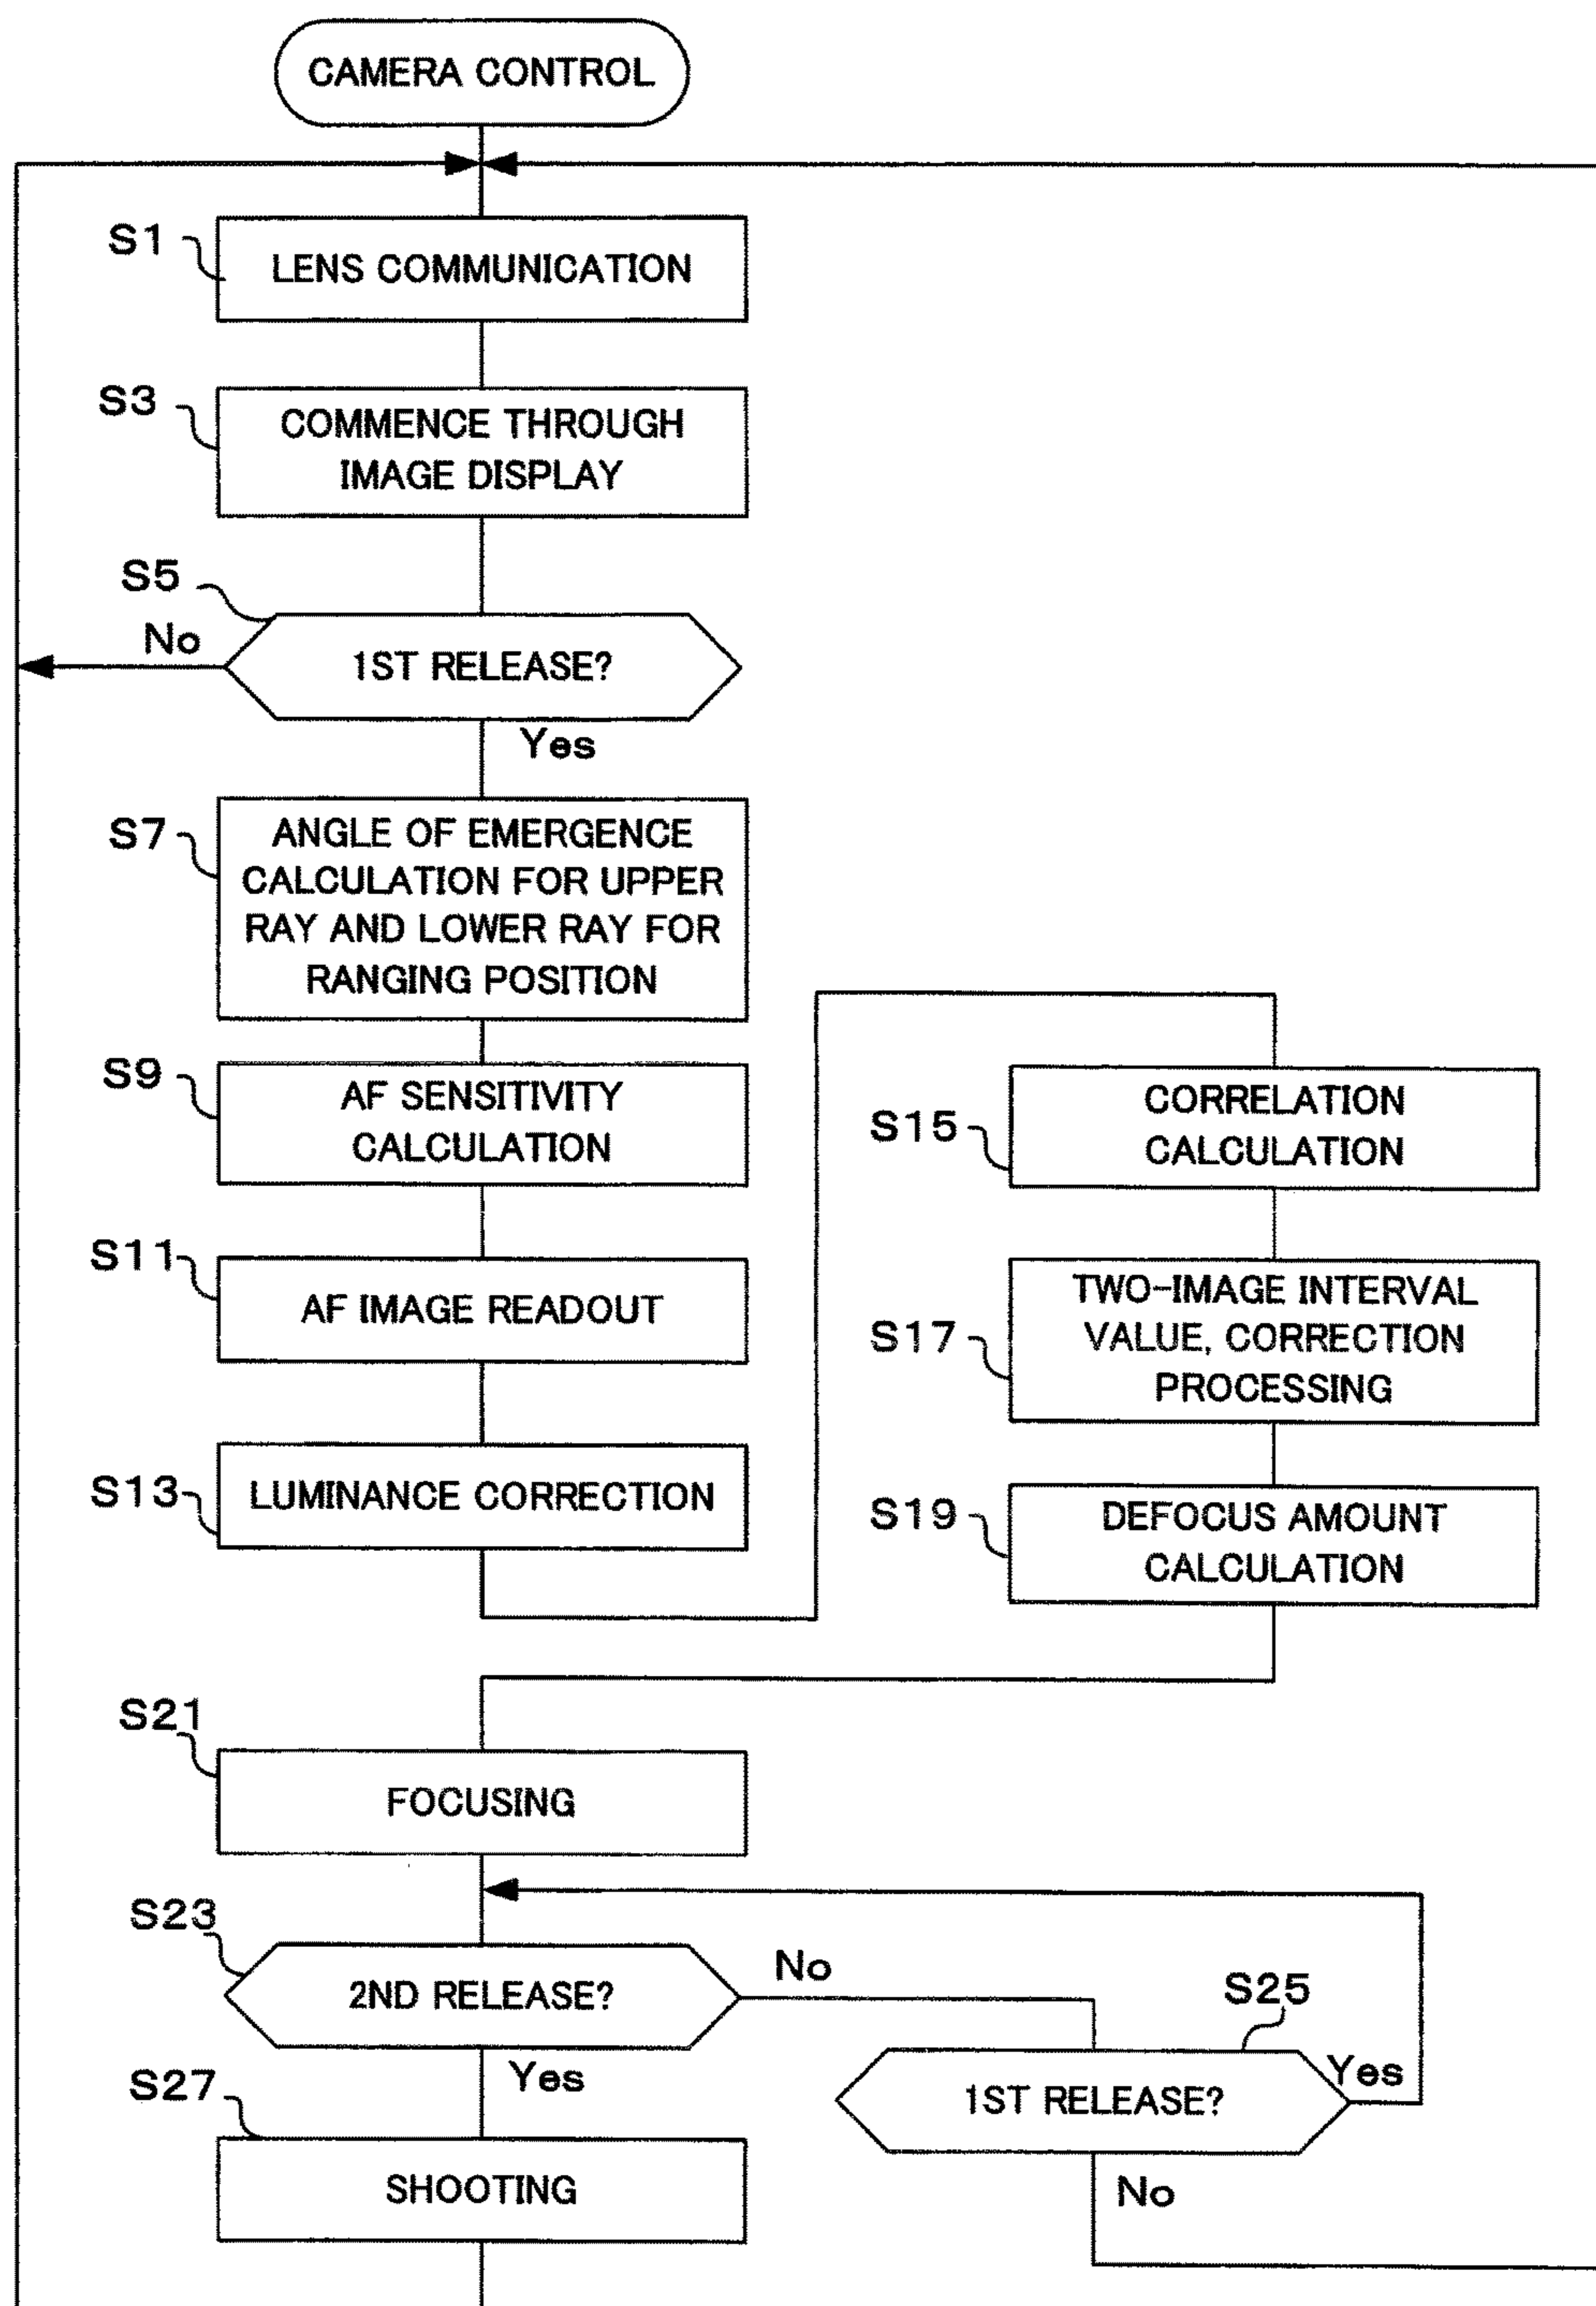 CAMERA CONTROL
S1
LENS COMMUNICATION
S3
COMMENCE THROUGH
IMAGE DISPLAY
S5
No
1ST RELEASE?
Yes
S7
ANGLE OF EMERGENCE
CALCULATION FOR UPPER
RAY AND LOWER RAY FOR
RANGING POSITION
S9
AF SENSITIVITY
CALCULATION
S11
AF IMAGE READOUT
S13
LUMINANCE CORRECTION
S15
CORRELATION
CALCULATION
S17
TWO-IMAGE INTERVAL
VALUE, CORRECTION
PROCESSING
S19
DEFOCUS AMOUNT
CALCULATION
S21
FOCUSING
S23
2ND RELEASE?
No
Yes
S25
1ST RELEASE?
Yes
No
S27
SHOOTING